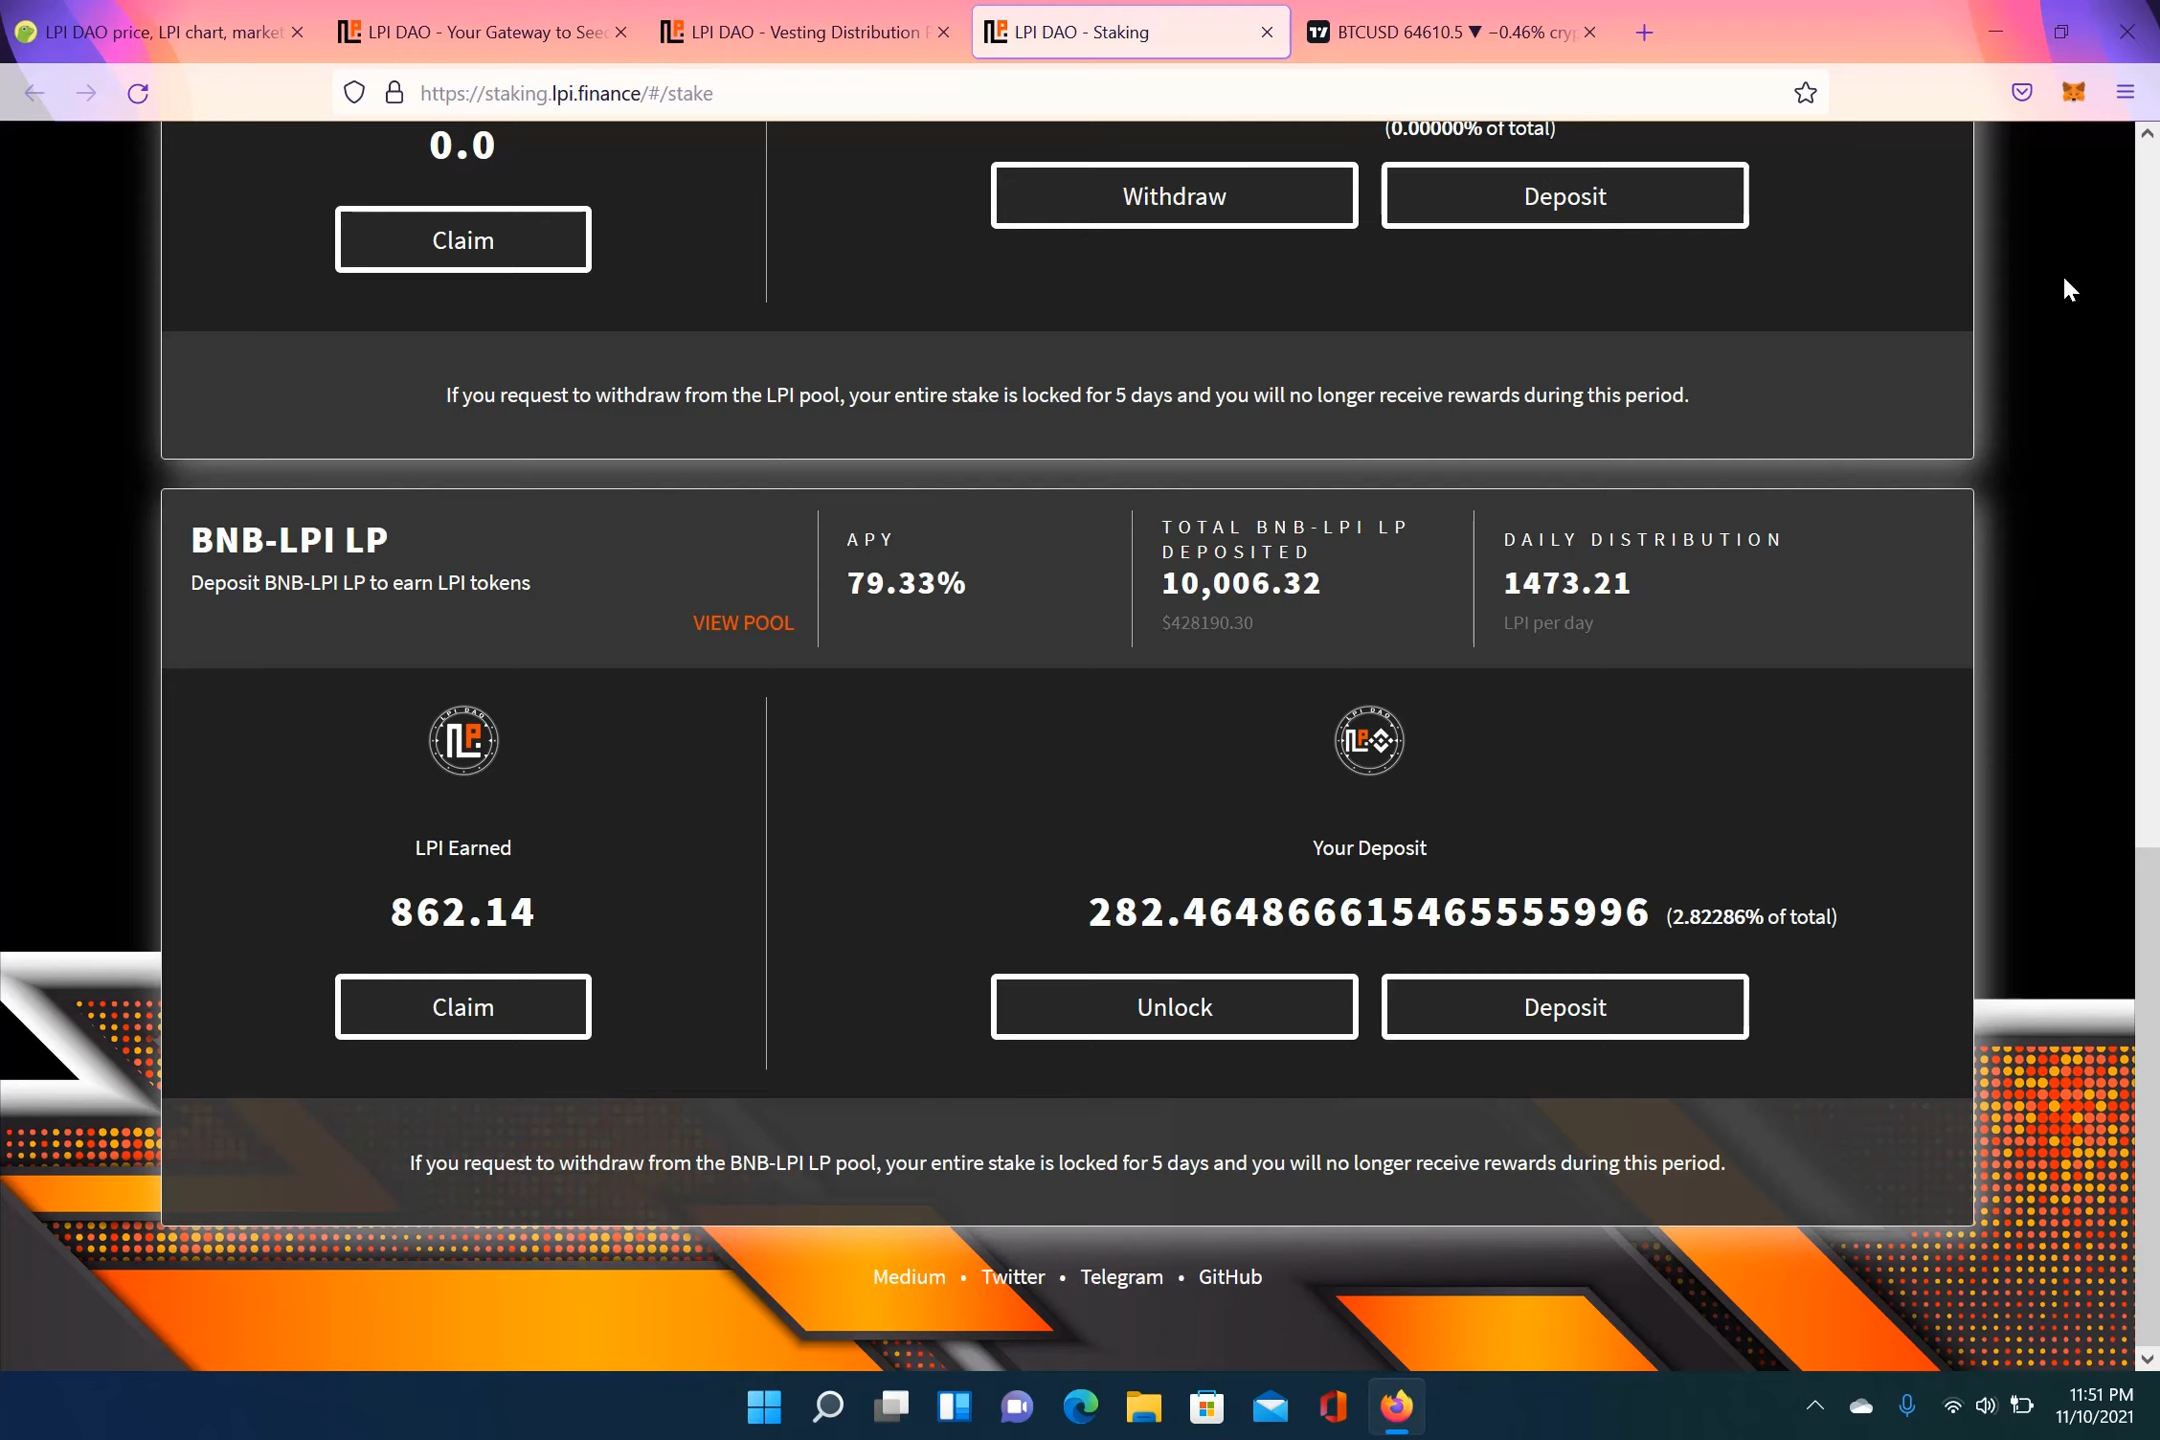 LPI DAO price, LPI chart, market
LPI DAO - Your Gateway to Seed
LPI DAO - Vesting Distribution
LPI DAO - Staking
BTCUSD 64610.5 ▼ −0.46% cryp
https://staking.lpi.finance/#/stake
0.0
(0.00000% of total)
Withdraw
Deposit
Claim
If you request to withdraw from the LPI pool, your entire stake is locked for 5 days and you will no longer receive rewards during this period.
BNB-LPI LP
Deposit BNB-LPI LP to earn LPI tokens
VIEW POOL
APY
79.33%
TOTAL BNB-LPI LP
DEPOSITED
10,006.32
$428190.30
DAILY DISTRIBUTION
1473.21
LPI per day
LPI DAO
LPI DAO
LPI Earned
862.14
Claim
Your Deposit
282.464866615465555996 (2.82286% of total)
Unlock
Deposit
If you request to withdraw from the BNB-LPI LP pool, your entire stake is locked for 5 days and you will no longer receive rewards during this period.
Medium • Twitter • Telegram • GitHub
11:51 PM
11/10/2021